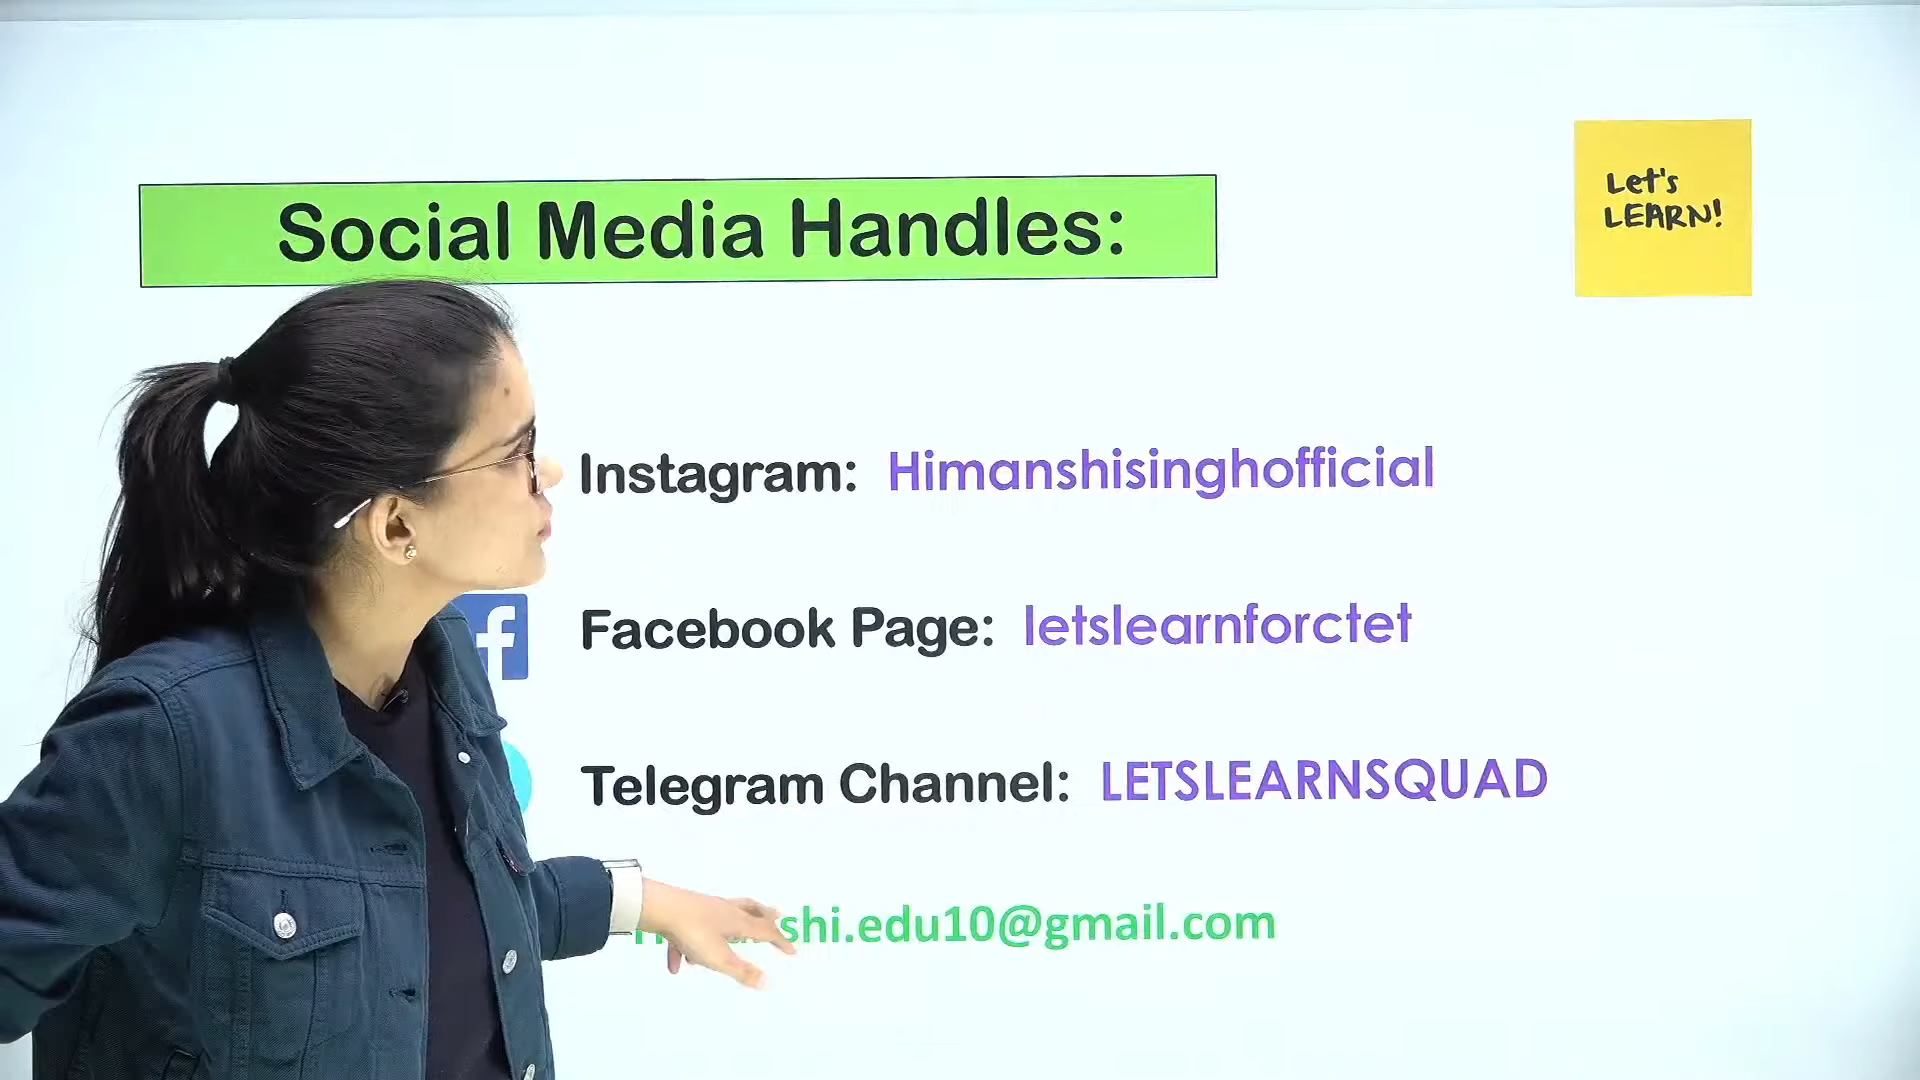 Let's
LEARN!
Social Media Handles:
Instagram: Himanshisinghofficial
Facebook Page: letslearnforctet
Telegram Channel: LETSLEARNSQUAD
shi.edu10@gmail.com